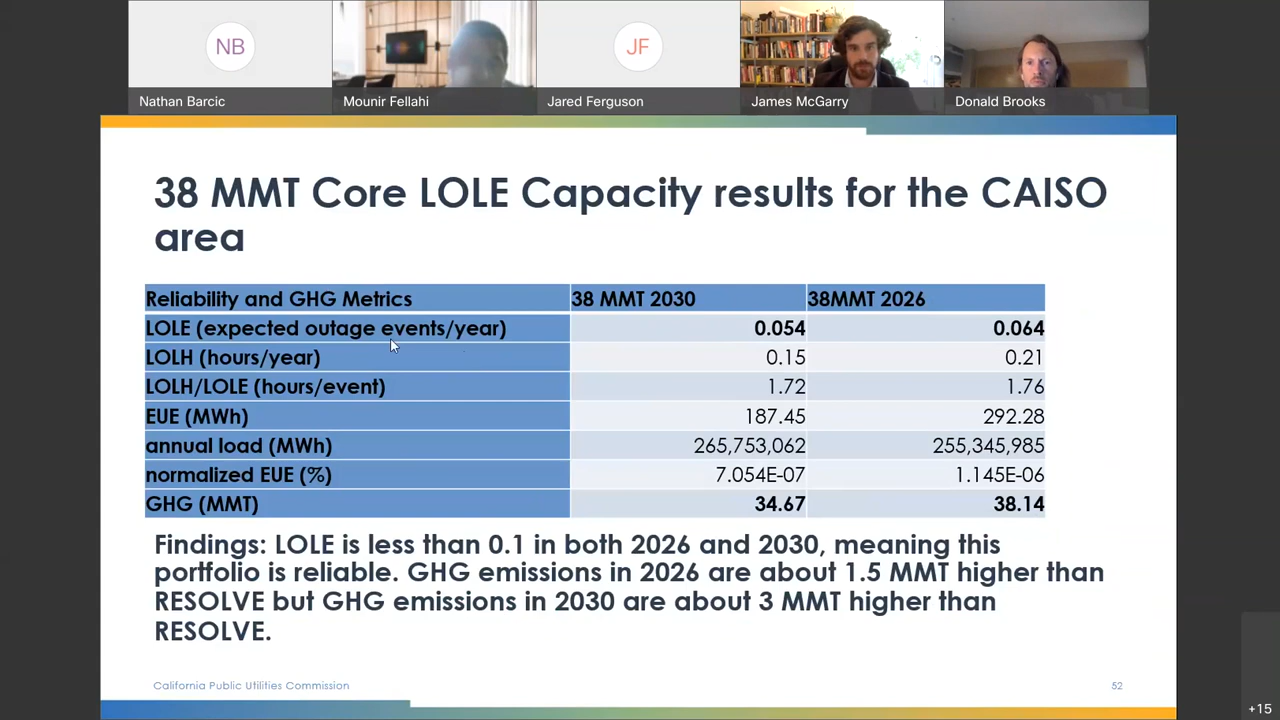 NB
JF
Nathan Barcic
Mounir Fellahi
Jared Ferguson
James McGarry
Donald Brooks
38 MMT Core LOLE Capacity results for the CAISO
area
Reliability and GHG Metrics 38 MMT 2030 38MMT 2026
LOLE (expected outage events/year) 0.054 0.064
LOLH (hours/year) 0.15 0.21
LOLH/LOLE (hours/event) 1.72 1.76
EUE (MWh) 187.45 292.28
annual load (MWh) 265,753,062 255,345,985
normalized EUE (%) 7.054E-07 1.145E-06
GHG (MMT) 34.67 38.14
Findings: LOLE is less than 0.1 in both 2026 and 2030, meaning this
portfolio is reliable. GHG emissions in 2026 are about 1.5 MMT higher than
RESOLVE but GHG emissions in 2030 are about 3 MMT higher than
RESOLVE.
California Public Utilities Commission
52
+15